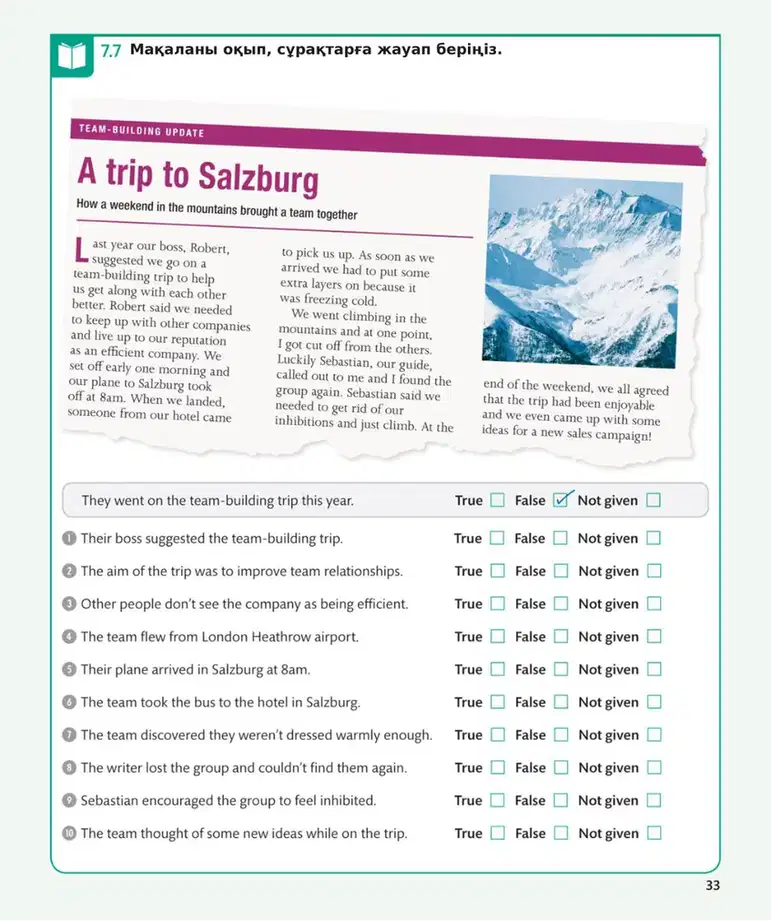 7.7 Мақаланы оқып, сұрақтарға жауап беріңіз.
TEAM-BUILDING UPDATE
A trip to Salzburg
How a weekend in the mountains brought a team together
Last year our boss, Robert,
suggested we go on a
team-building trip to help
us get along with each other
better. Robert said we needed
to keep up with other companies
and live up to our reputation
as an efficient company. We
set off early one morning and
our plane to Salzburg took
off at 8am. When we landed,
someone from our hotel came
to pick us up. As soon as we
arrived we had to put some
extra layers on because it
was freezing cold.
We went climbing in the
mountains and at one point,
I got cut off from the others.
Luckily Sebastian, our guide,
called out to me and I found the
group again. Sebastian said we
needed to get rid of our
inhibitions and just climb. At the
end of the weekend, we all agreed
that the trip had been enjoyable
and we even came up with some
ideas for a new sales campaign!
They went on the team-building trip this year. True False Not given
1 Their boss suggested the team-building trip. True False Not given
2 The aim of the trip was to improve team relationships. True False Not given
3 Other people don't see the company as being efficient. True False Not given
4 The team flew from London Heathrow airport. True False Not given
5 Their plane arrived in Salzburg at 8am. True False Not given
6 The team took the bus to the hotel in Salzburg. True False Not given
7 The team discovered they weren't dressed warmly enough. True False Not given
8 The writer lost the group and couldn't find them again. True False Not given
9 Sebastian encouraged the group to feel inhibited. True False Not given
10 The team thought of some new ideas while on the trip. True False Not given
33